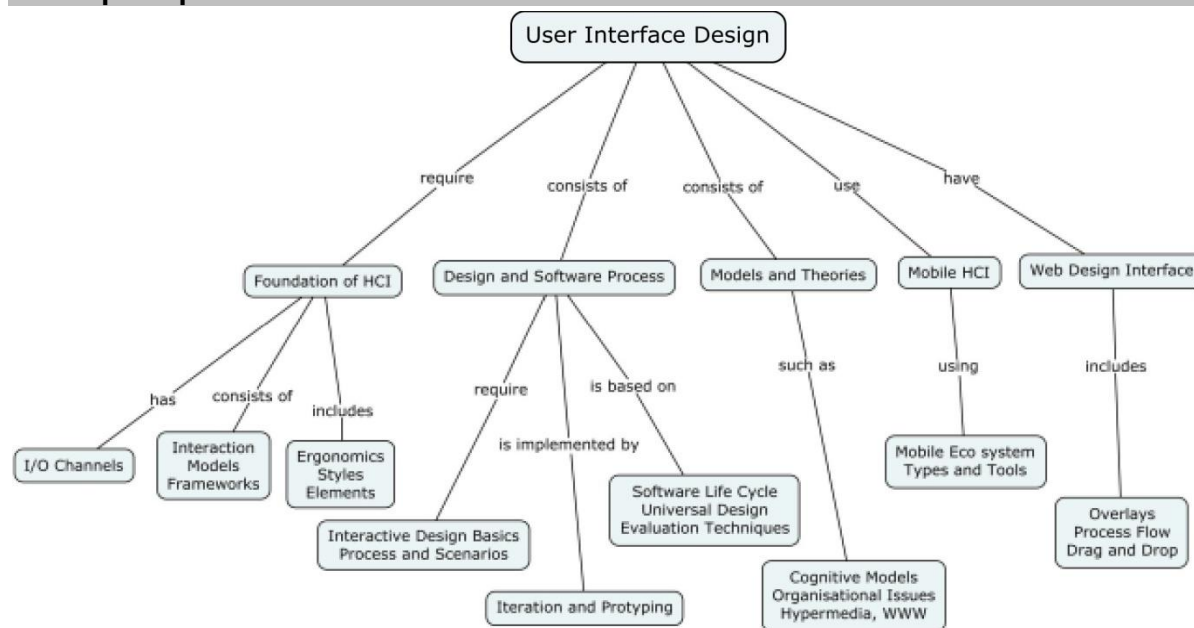 User Interface Design
require
consists of
consists of
use
have
Foundation of HCI
Design and Software Process
Models and Theories
Mobile HCI
Web Design Interface
has
consists of
includes
require
is implemented by
is based on
such as
using
includes
I/O Channels
Interaction
Models
Frameworks
Ergonomics
Styles
Elements
Interactive Design Basics
Process and Scenarios
Iteration and Protyping
Software Life Cycle
Universal Design
Evaluation Techniques
Cognitive Models
Organisational Issues
Hypermedia, WWW
Mobile Eco system
Types and Tools
Overlays
Process Flow
Drag and Drop